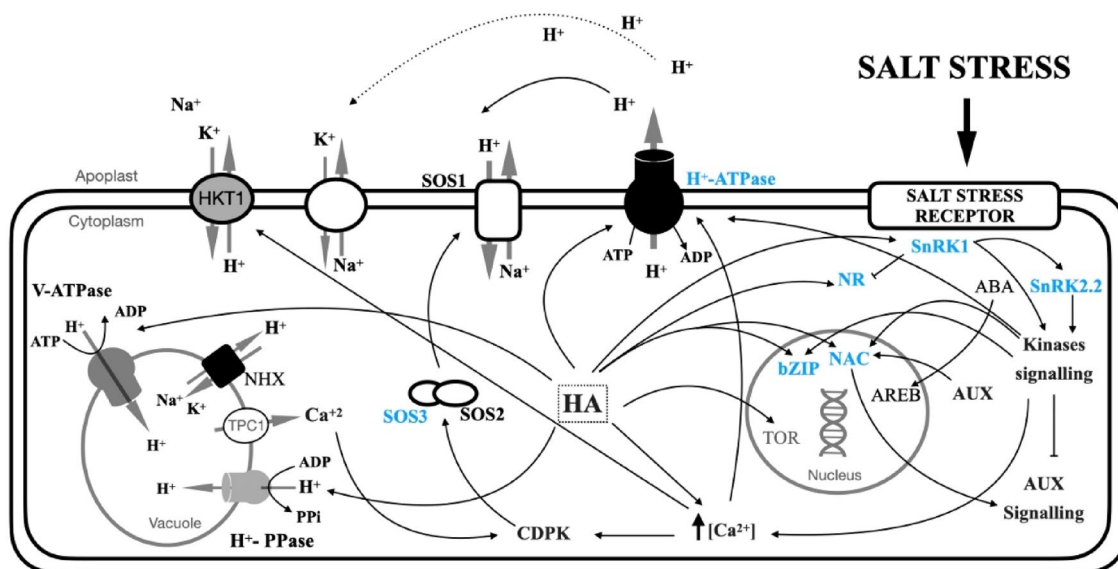 H⁺
H⁺
H⁺
SALT STRESS
Na⁺
K⁺
K⁺
H⁺
H⁺
Apoplast
HKT1
SOS1
H⁺-ATPase
SALT STRESS
RECEPTOR
Cytoplasm
H⁺
Na⁺
Na⁺
ATP
ADP
H⁺
SnRK1
NR
ABA
SnRK2.2
V-ATPase
ADP
H⁺
ATP
H⁺
NHX
Na⁺
K⁺
H⁺
TPC1
Ca⁺²
SOS3
SOS2
HA
bZIP
NAC
AREB
AUX
Kinases
signalling
TOR
Nucleus
ADP
H⁺
H⁺
PPi
Vacuole
H⁺- PPase
CDPK
[Ca²⁺]
AUX
Signalling